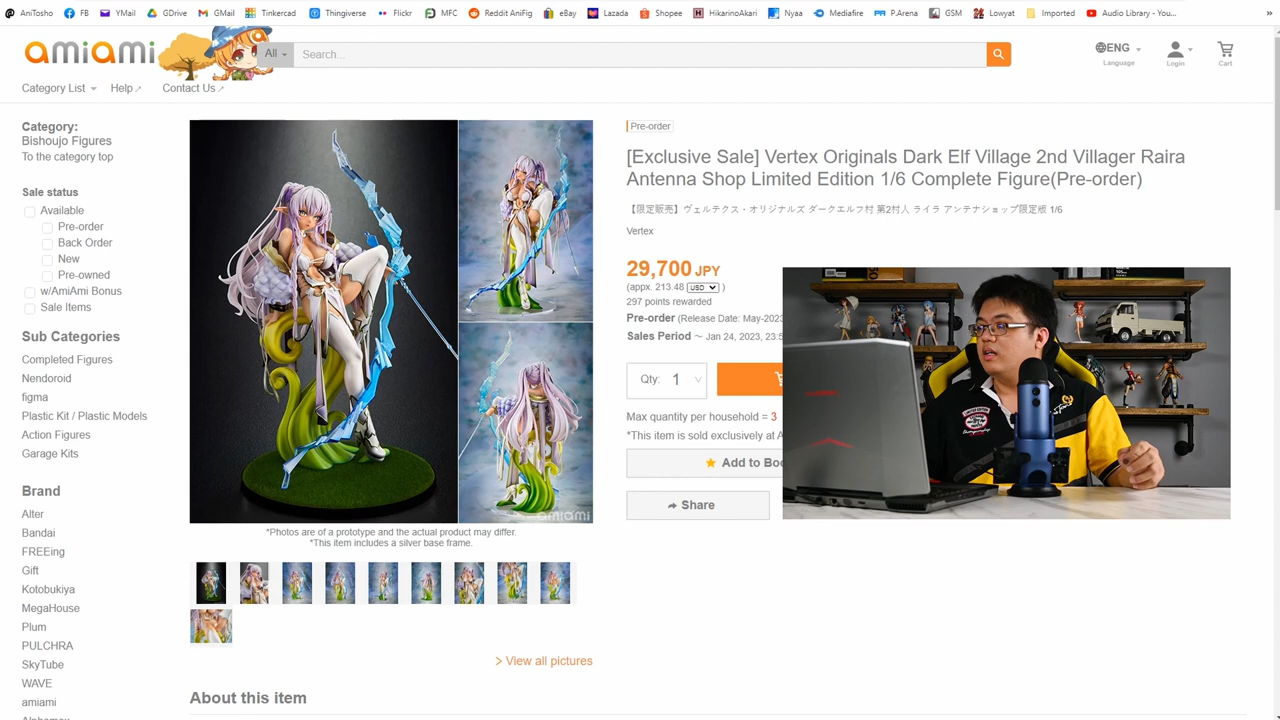 AniTosho
FB
YMail
GDrive
GMail
Tinkercad
Thingiverse
Flickr
MFC
Reddit AniFig
eBay
Lazada
Shopee
HikarinoAkari
Nyaa
Mediafire
P.Arena
GSM
Lowyat
Imported
Audio Library - You...
»
amiami
All
Search...
ENG
Language
Login
Cart
Category List
Help
Contact Us
Category:
Bishoujo Figures
To the category top
Sale status
Available
Pre-order
Back Order
New
Pre-owned
w/AmiAmi Bonus
Sale Items
Sub Categories
Completed Figures
Nendoroid
figma
Plastic Kit / Plastic Models
Action Figures
Garage Kits
Brand
Alter
Bandai
FREEing
Gift
Kotobukiya
MegaHouse
Plum
PULCHRA
SkyTube
WAVE
amiami
amiami
*Photos are of a prototype and the actual product may differ.
*This item includes a silver base frame.
> View all pictures
About this item
Pre-order
[Exclusive Sale] Vertex Originals Dark Elf Village 2nd Villager Raira
Antenna Shop Limited Edition 1/6 Complete Figure(Pre-order)
【限定販売】ヴェルテクス・オリジナルズ ダークエルフ村 第2村人 ライラ アンテナショップ限定版 1/6
Vertex
29,700 JPY
(appx. 213.48 USD )
297 points rewarded
Pre-order (Release Date: May-2023
Sales Period ～ Jan 24, 2023, 23:5
Qty: 1
Max quantity per household = 3
*This item is sold exclusively at A
Add to Boo
Share